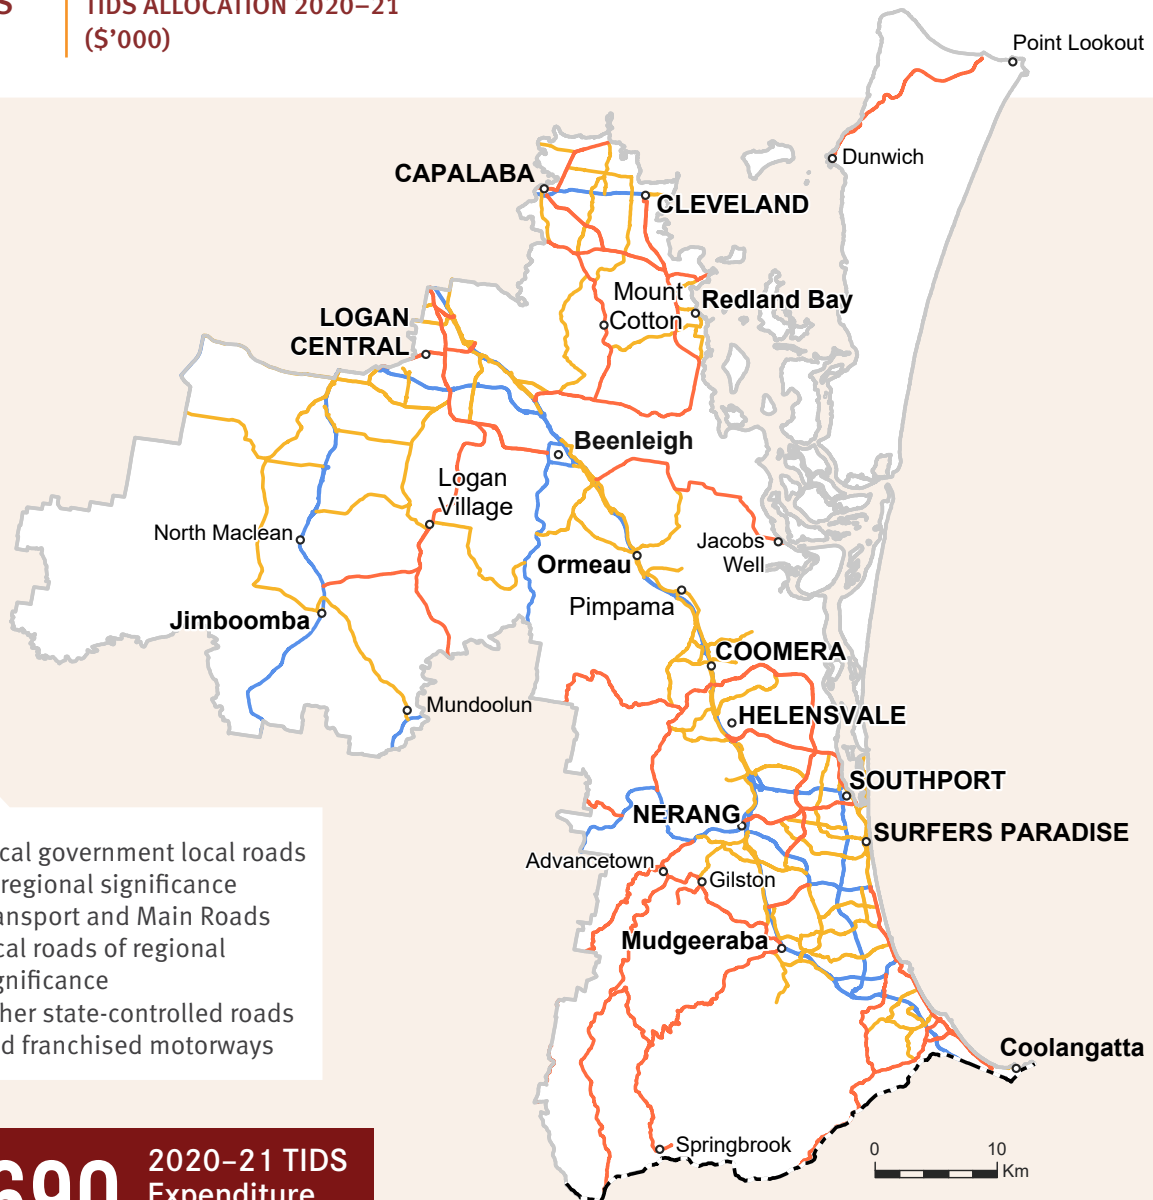 TIDS ALLOCATION 2020–21
($’000)
Point Lookout
Dunwich
CAPALABA
CLEVELAND
Mount
Cotton
Redland Bay
LOGAN
CENTRAL
Beenleigh
Logan
Village
North Maclean
Jacobs
Well
Ormeau
Pimpama
Jimboomba
COOMERA
Mundoolun
HELENSVALE
SOUTHPORT
NERANG
SURFERS PARADISE
Advancetown
Gilston
Mudgeeraba
Coolangatta
Springbrook
0 10
Km
cal government local roads
regional significance
ansport and Main Roads
cal roads of regional
gnificance
her state-controlled roads
d franchised motorways
690
2020–21 TIDS
Expenditure